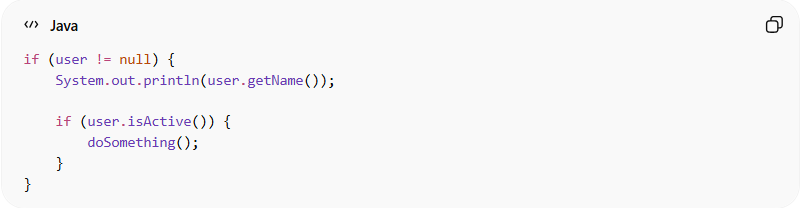 </> Java
if (user != null) {
    System.out.println(user.getName());

    if (user.isActive()) {
        doSomething();
    }
}